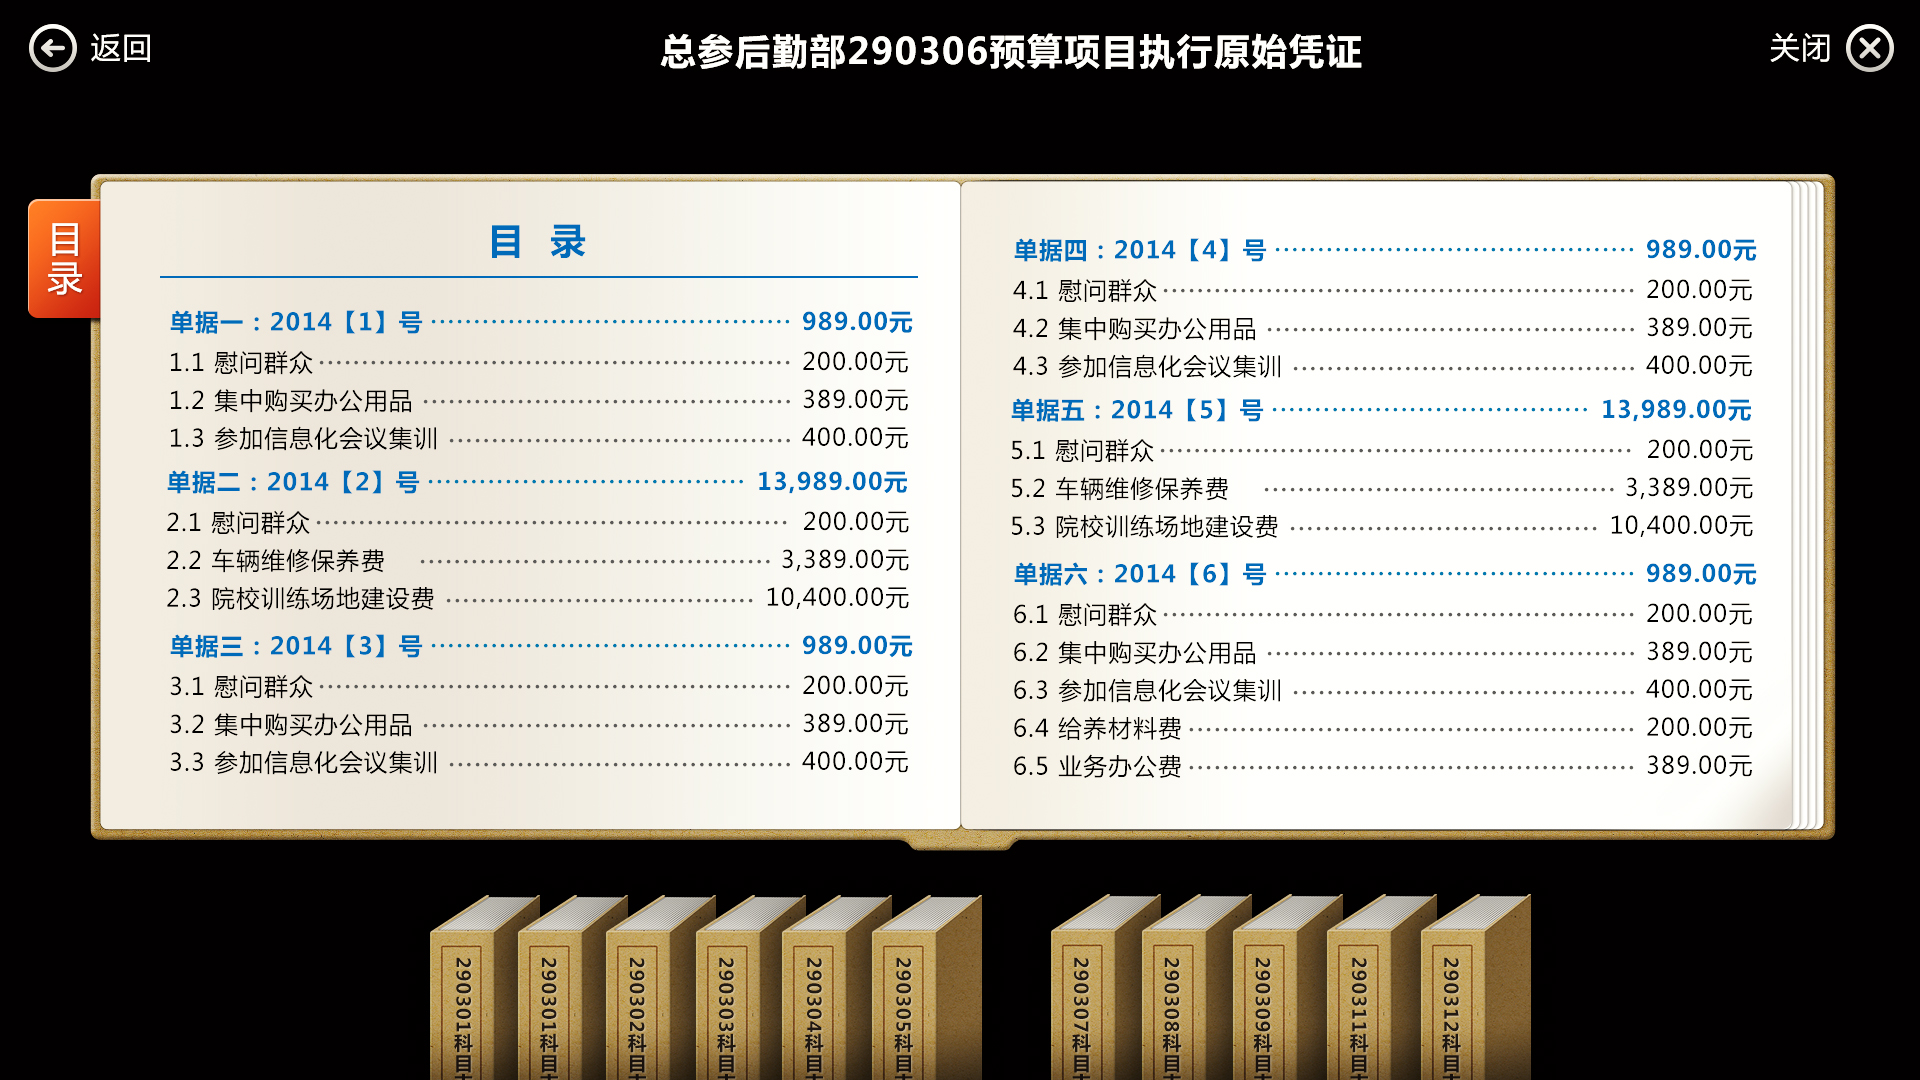 返回
总参后勤部290306预算项目执行原始凭证
关闭
目录
目 录
单据一：2014【1】号 989.00元
1.1 慰问群众 200.00元
1.2 集中购买办公用品 389.00元
1.3 参加信息化会议集训 400.00元
单据二：2014【2】号 13,989.00元
2.1 慰问群众 200.00元
2.2 车辆维修保养费 3,389.00元
2.3 院校训练场地建设费 10,400.00元
单据三：2014【3】号 989.00元
3.1 慰问群众 200.00元
3.2 集中购买办公用品 389.00元
3.3 参加信息化会议集训 400.00元
单据四：2014【4】号 989.00元
4.1 慰问群众 200.00元
4.2 集中购买办公用品 389.00元
4.3 参加信息化会议集训 400.00元
单据五：2014【5】号 13,989.00元
5.1 慰问群众 200.00元
5.2 车辆维修保养费 3,389.00元
5.3 院校训练场地建设费 10,400.00元
单据六：2014【6】号 989.00元
6.1 慰问群众 200.00元
6.2 集中购买办公用品 389.00元
6.3 参加信息化会议集训 400.00元
6.4 给养材料费 200.00元
6.5 业务办公费 389.00元
290301科目
290301科目
290302科目
290303科目
290304科目
290305科目
290307科目
290308科目
290309科目
290311科目
290312科目